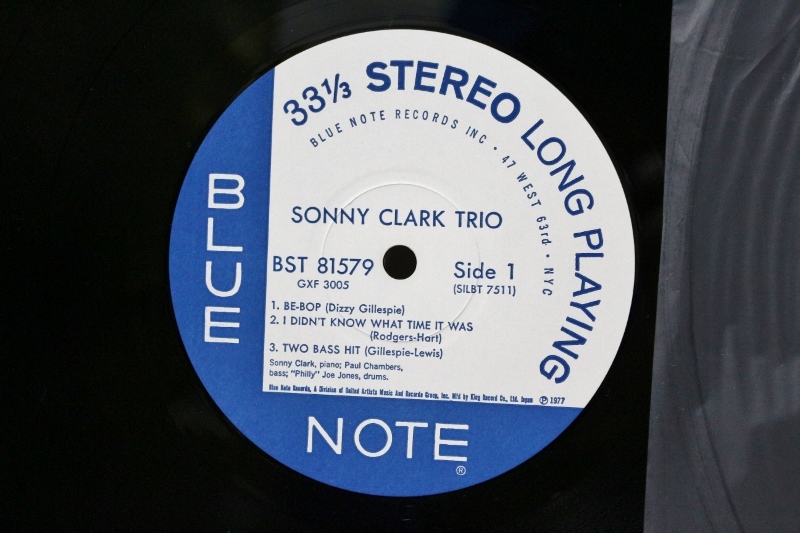 33⅓ STEREO LONG PLAYING
BLUE NOTE RECORDS INC • 47 WEST 63rd • NYC
BLUE
SONNY CLARK TRIO
BST 81579 Side 1
GXF 3005 (SILBT 7511)
1. BE-BOP (Dizzy Gillespie)
2. I DIDN'T KNOW WHAT TIME IT WAS
(Rodgers-Hart)
3. TWO BASS HIT (Gillespie-Lewis)
Sonny Clark, piano; Paul Chambers,
bass; "Philly" Joe Jones, drums.
Blue Note Records, A Division of United Artists Music And Records Group, Inc. Mfd by King Record Co., Ltd. Japan ℗ 1977
NOTE
®